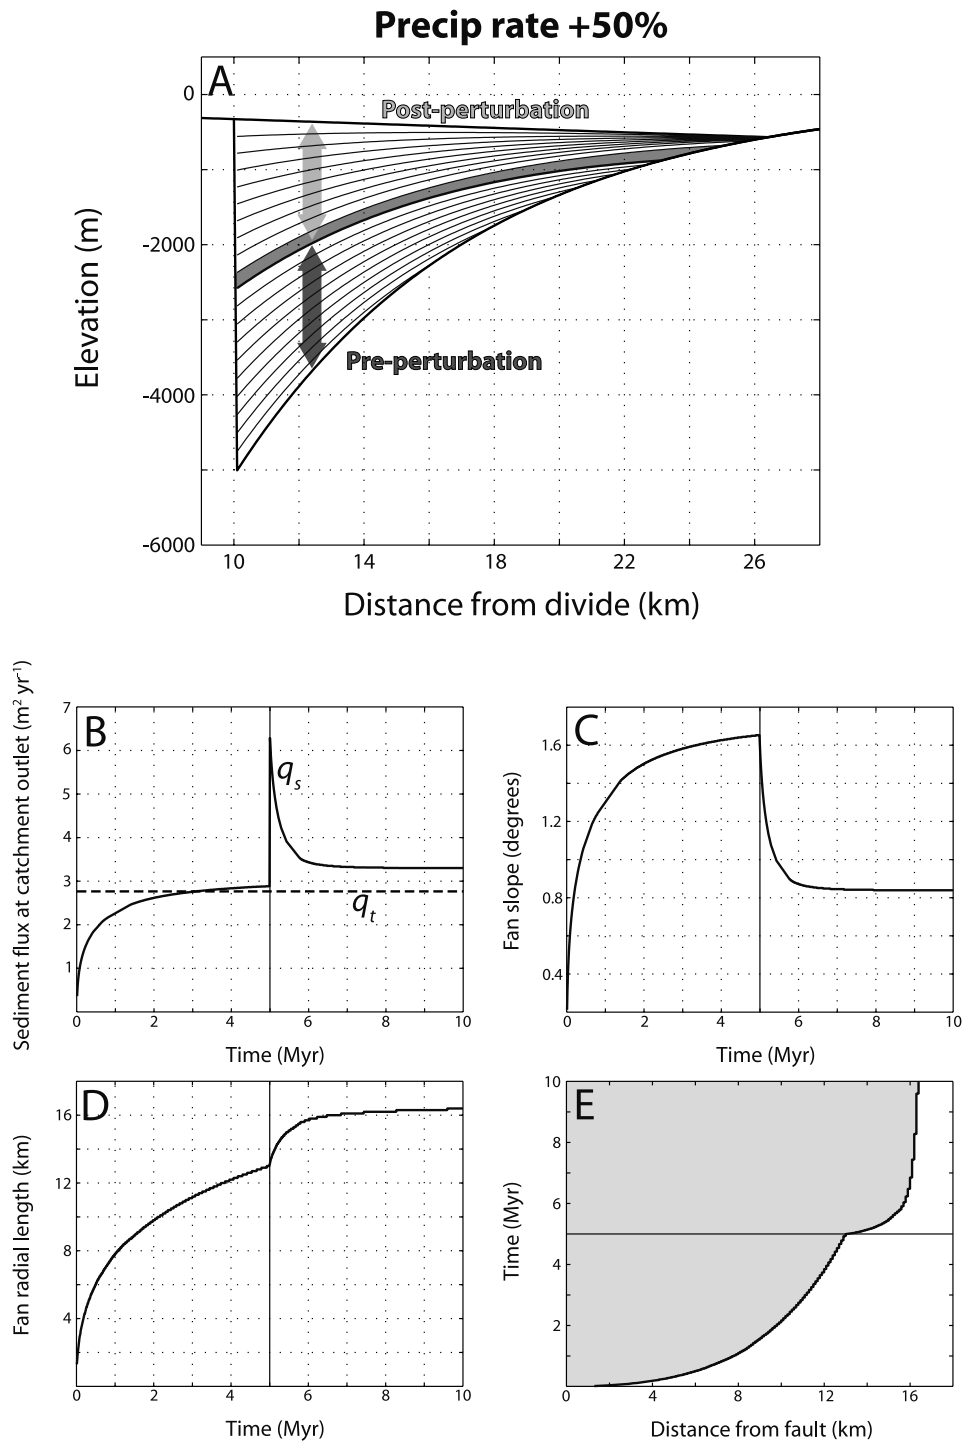 Precip rate +50%
A
Post-perturbation
Pre-perturbation
Elevation (m)
0
-2000
-4000
-6000
10
14
18
22
26
Distance from divide (km)
Sediment flux at catchment outlet (m² yr⁻¹)
7
6
5
4
3
2
1
B
qₛ
qₜ
0
2
4
6
8
10
Time (Myr)
Fan slope (degrees)
1.6
1.2
0.8
0.4
C
0
2
4
6
8
10
Time (Myr)
Fan radial length (km)
16
12
8
4
D
0
2
4
6
8
10
Time (Myr)
Time (Myr)
10
8
6
4
2
E
0
4
8
12
16
Distance from fault (km)